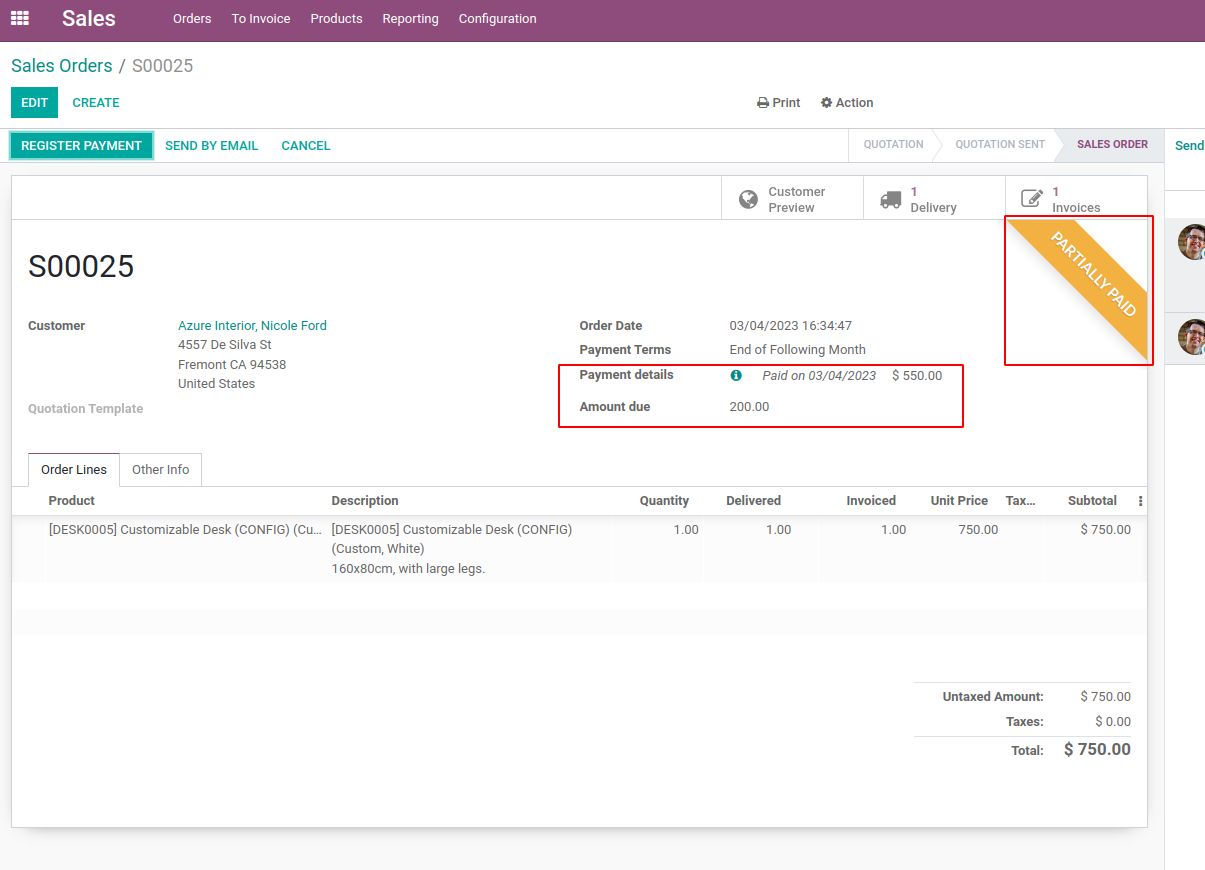 Sales Orders To Invoice Products Reporting Configuration
Sales Orders / S00025
EDIT CREATE Print Action
REGISTER PAYMENT SEND BY EMAIL CANCEL QUOTATION QUOTATION SENT SALES ORDER Send
Customer Preview
1 Delivery
1 Invoices
PARTIALLY PAID
S00025
Customer Azure Interior, Nicole Ford
4557 De Silva St
Fremont CA 94538
United States
Quotation Template
Order Date 03/04/2023 16:34:47
Payment Terms End of Following Month
Payment details Paid on 03/04/2023 $ 550.00
Amount due 200.00
Order Lines Other Info
Product Description Quantity Delivered Invoiced Unit Price Tax... Subtotal
[DESK0005] Customizable Desk (CONFIG) (Cu... [DESK0005] Customizable Desk (CONFIG) 1.00 1.00 1.00 750.00 $ 750.00
(Custom, White)
160x80cm, with large legs.
Untaxed Amount: $ 750.00
Taxes: $ 0.00
Total: $ 750.00